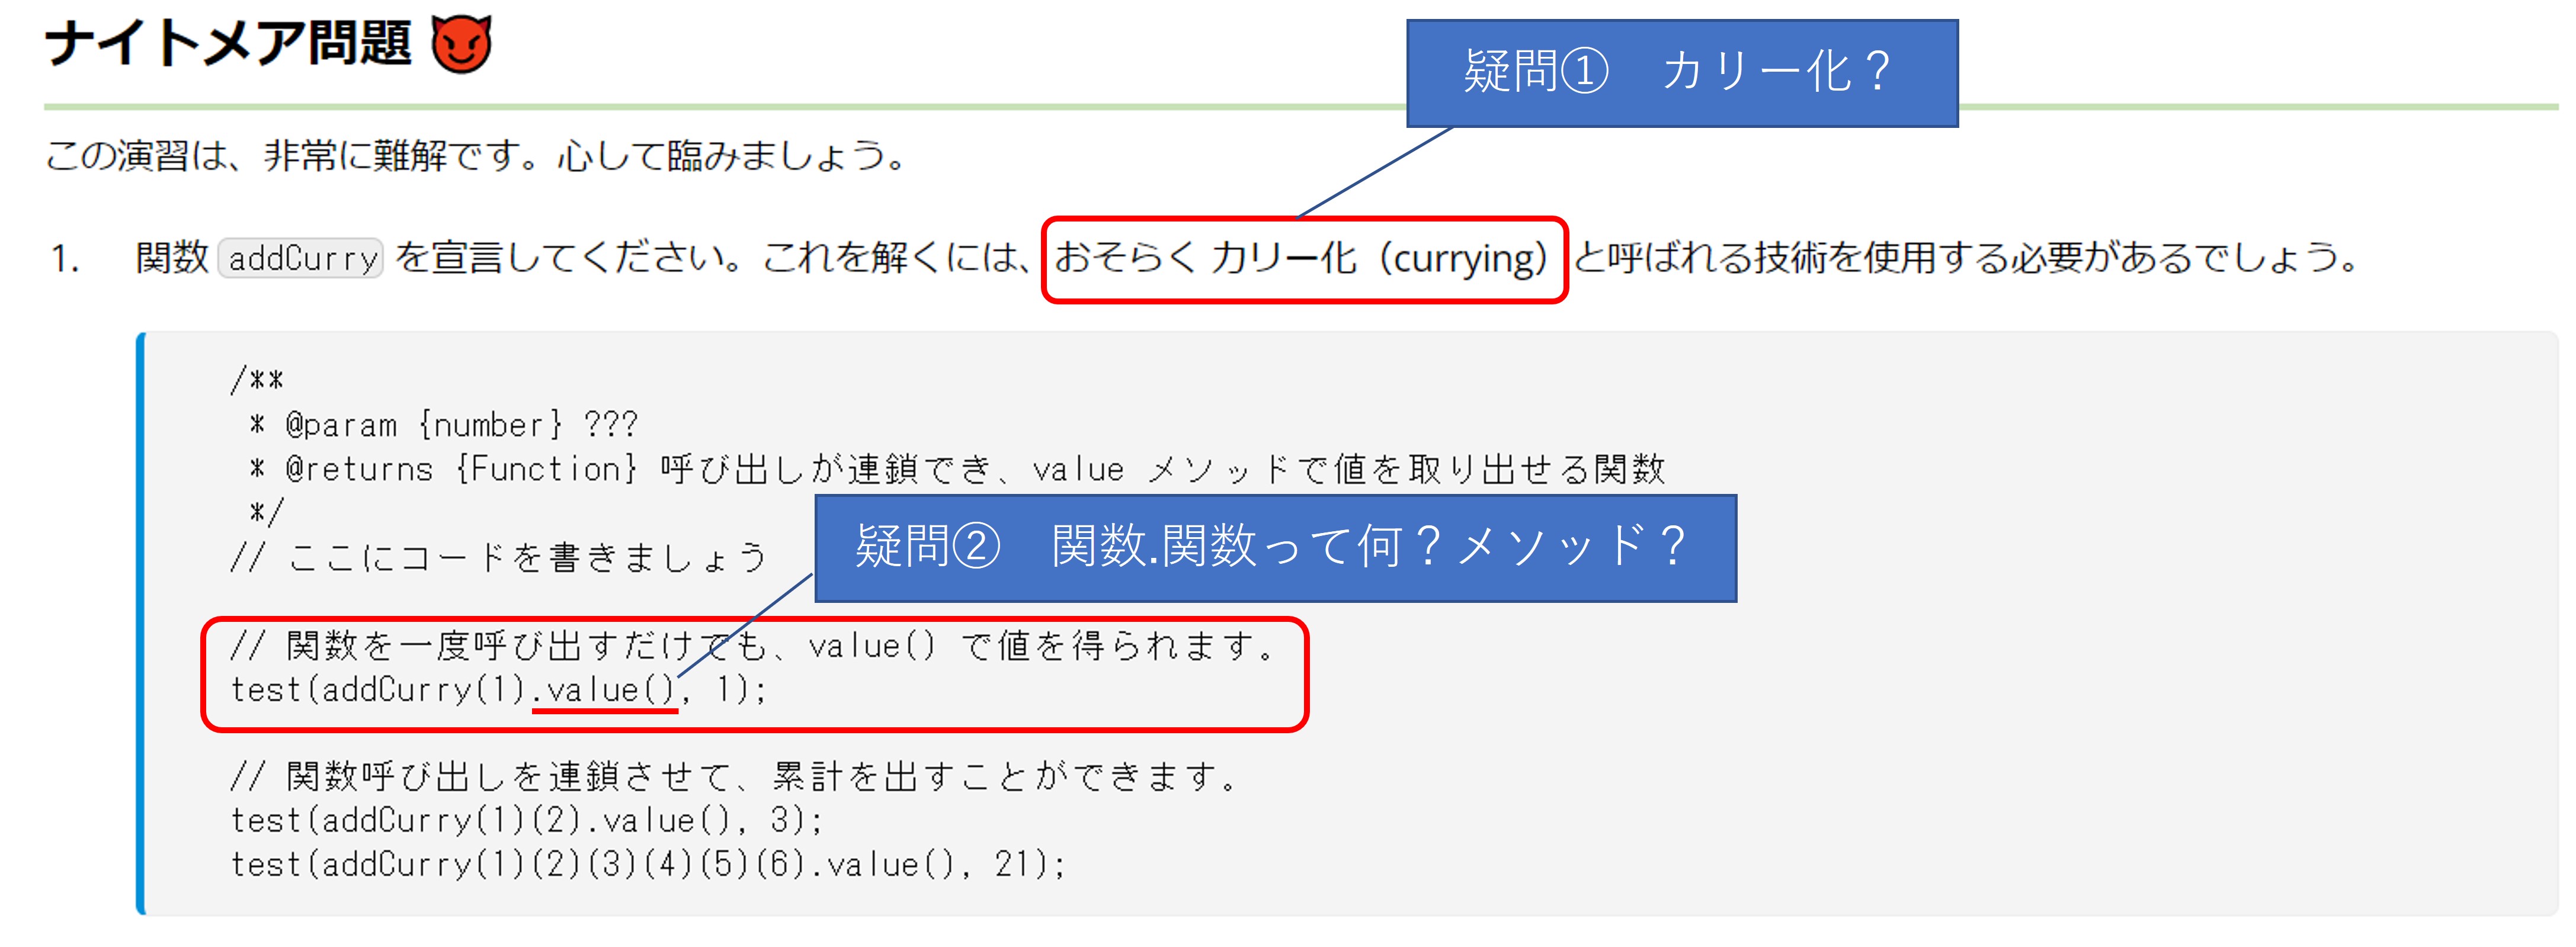 ナイトメア問題 😈
疑問① カリー化？
この演習は、非常に難解です。心して臨みましょう。
1. 関数 addCurry を宣言してください。これを解くには、おそらく カリー化（currying）と呼ばれる技術を使用する必要があるでしょう。
/**
 * @param {number} ???
 * @returns {Function} 呼び出しが連鎖でき、value メソッドで値を取り出せる関数
 */
// ここにコードを書きましょう
疑問② 関数.関数って何？メソッド？
// 関数を一度呼び出すだけでも、value() で値を得られます。
test(addCurry(1).value(), 1);
// 関数呼び出しを連鎖させて、累計を出すことができます。
test(addCurry(1)(2).value(), 3);
test(addCurry(1)(2)(3)(4)(5)(6).value(), 21);